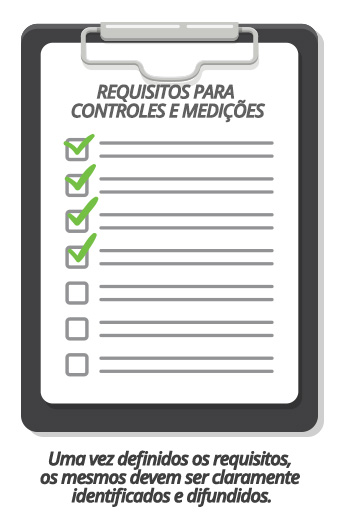 REQUISITOS PARA
CONTROLES E MEDIÇÕES
Uma vez definidos os requisitos,
os mesmos devem ser claramente
identificados e difundidos.